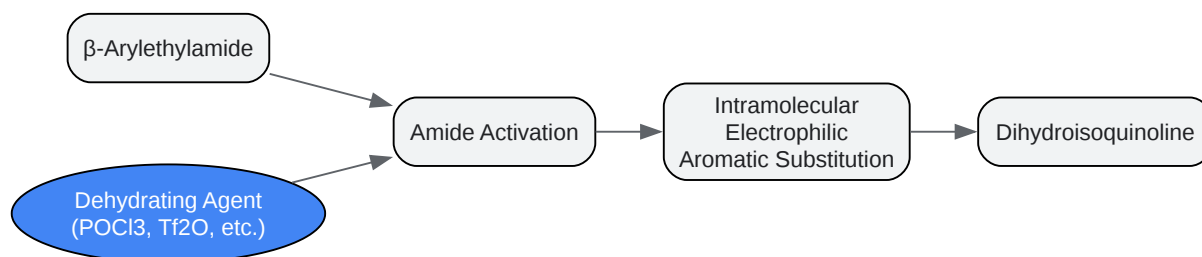 β-Arylethylamide
Dehydrating Agent
(POCl3, Tf2O, etc.)
Amide Activation
Intramolecular
Electrophilic
Aromatic Substitution
Dihydroisoquinoline